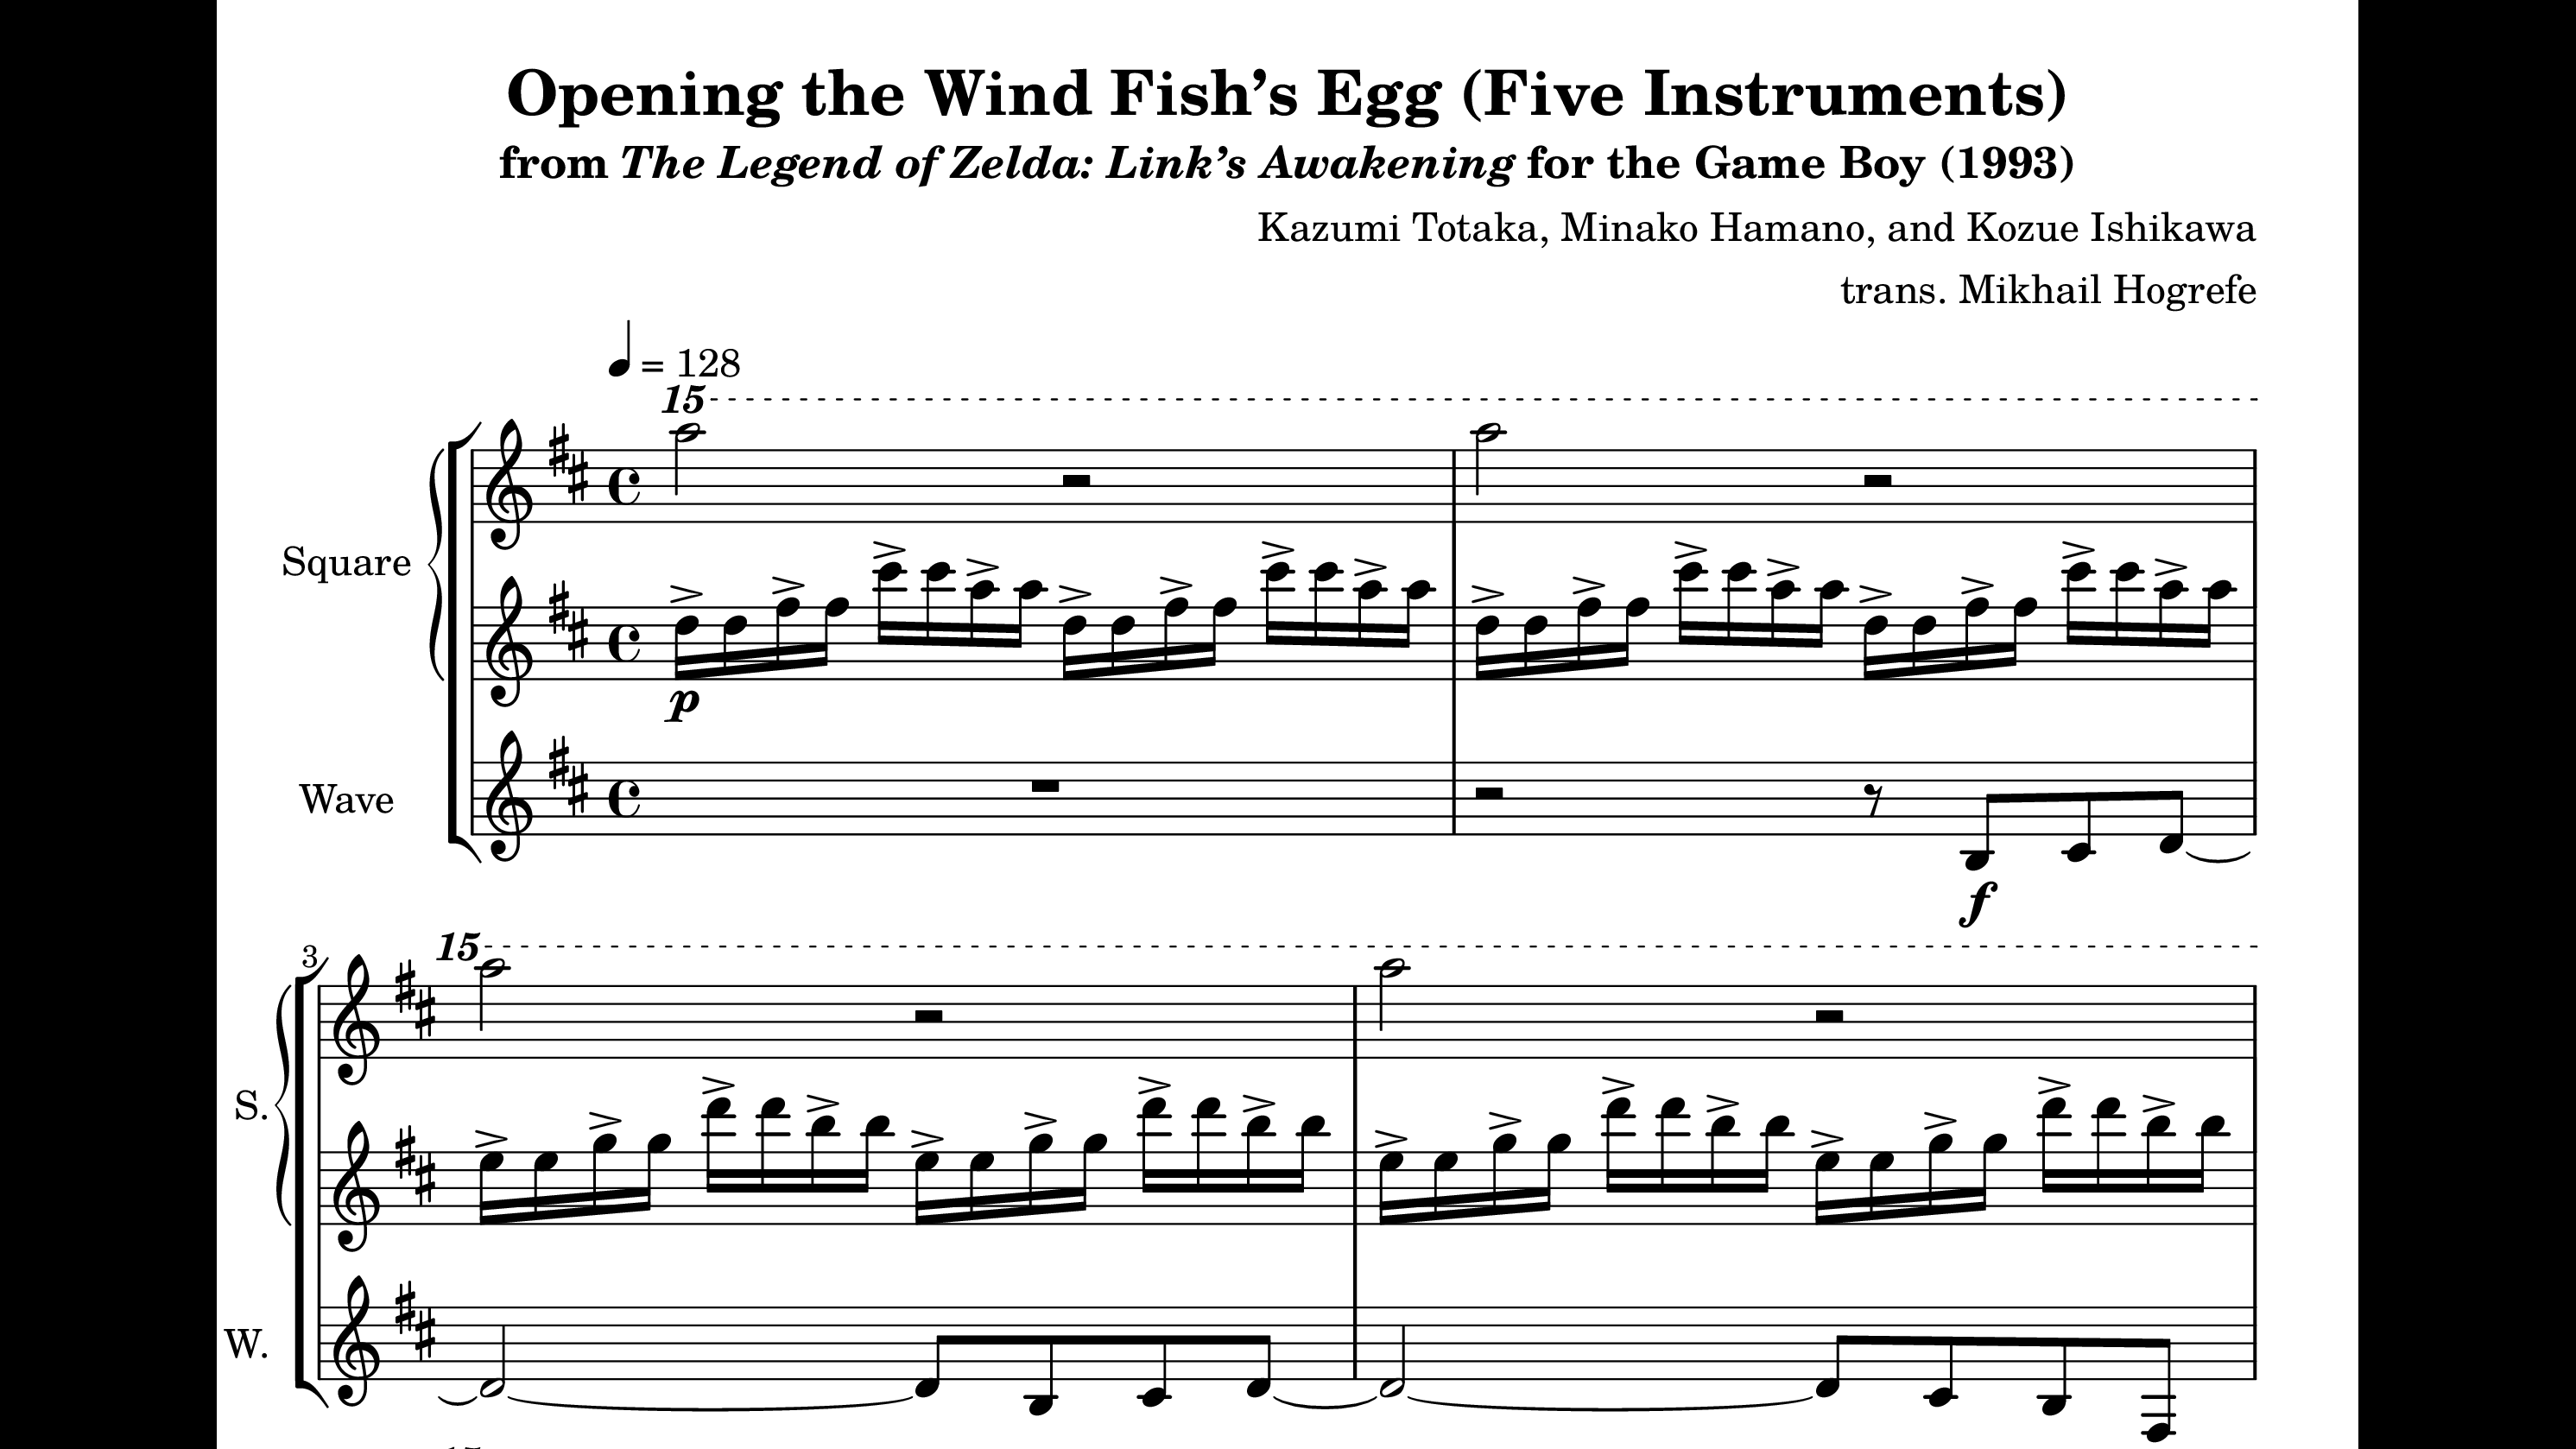 Opening the Wind Fish’s Egg (Five Instruments)
from The Legend of Zelda: Link’s Awakening for the Game Boy (1993)
Kazumi Totaka, Minako Hamano, and Kozue Ishikawa
trans. Mikhail Hogrefe
= 128
15
Square
p
Wave
f
3
15
S.
W.